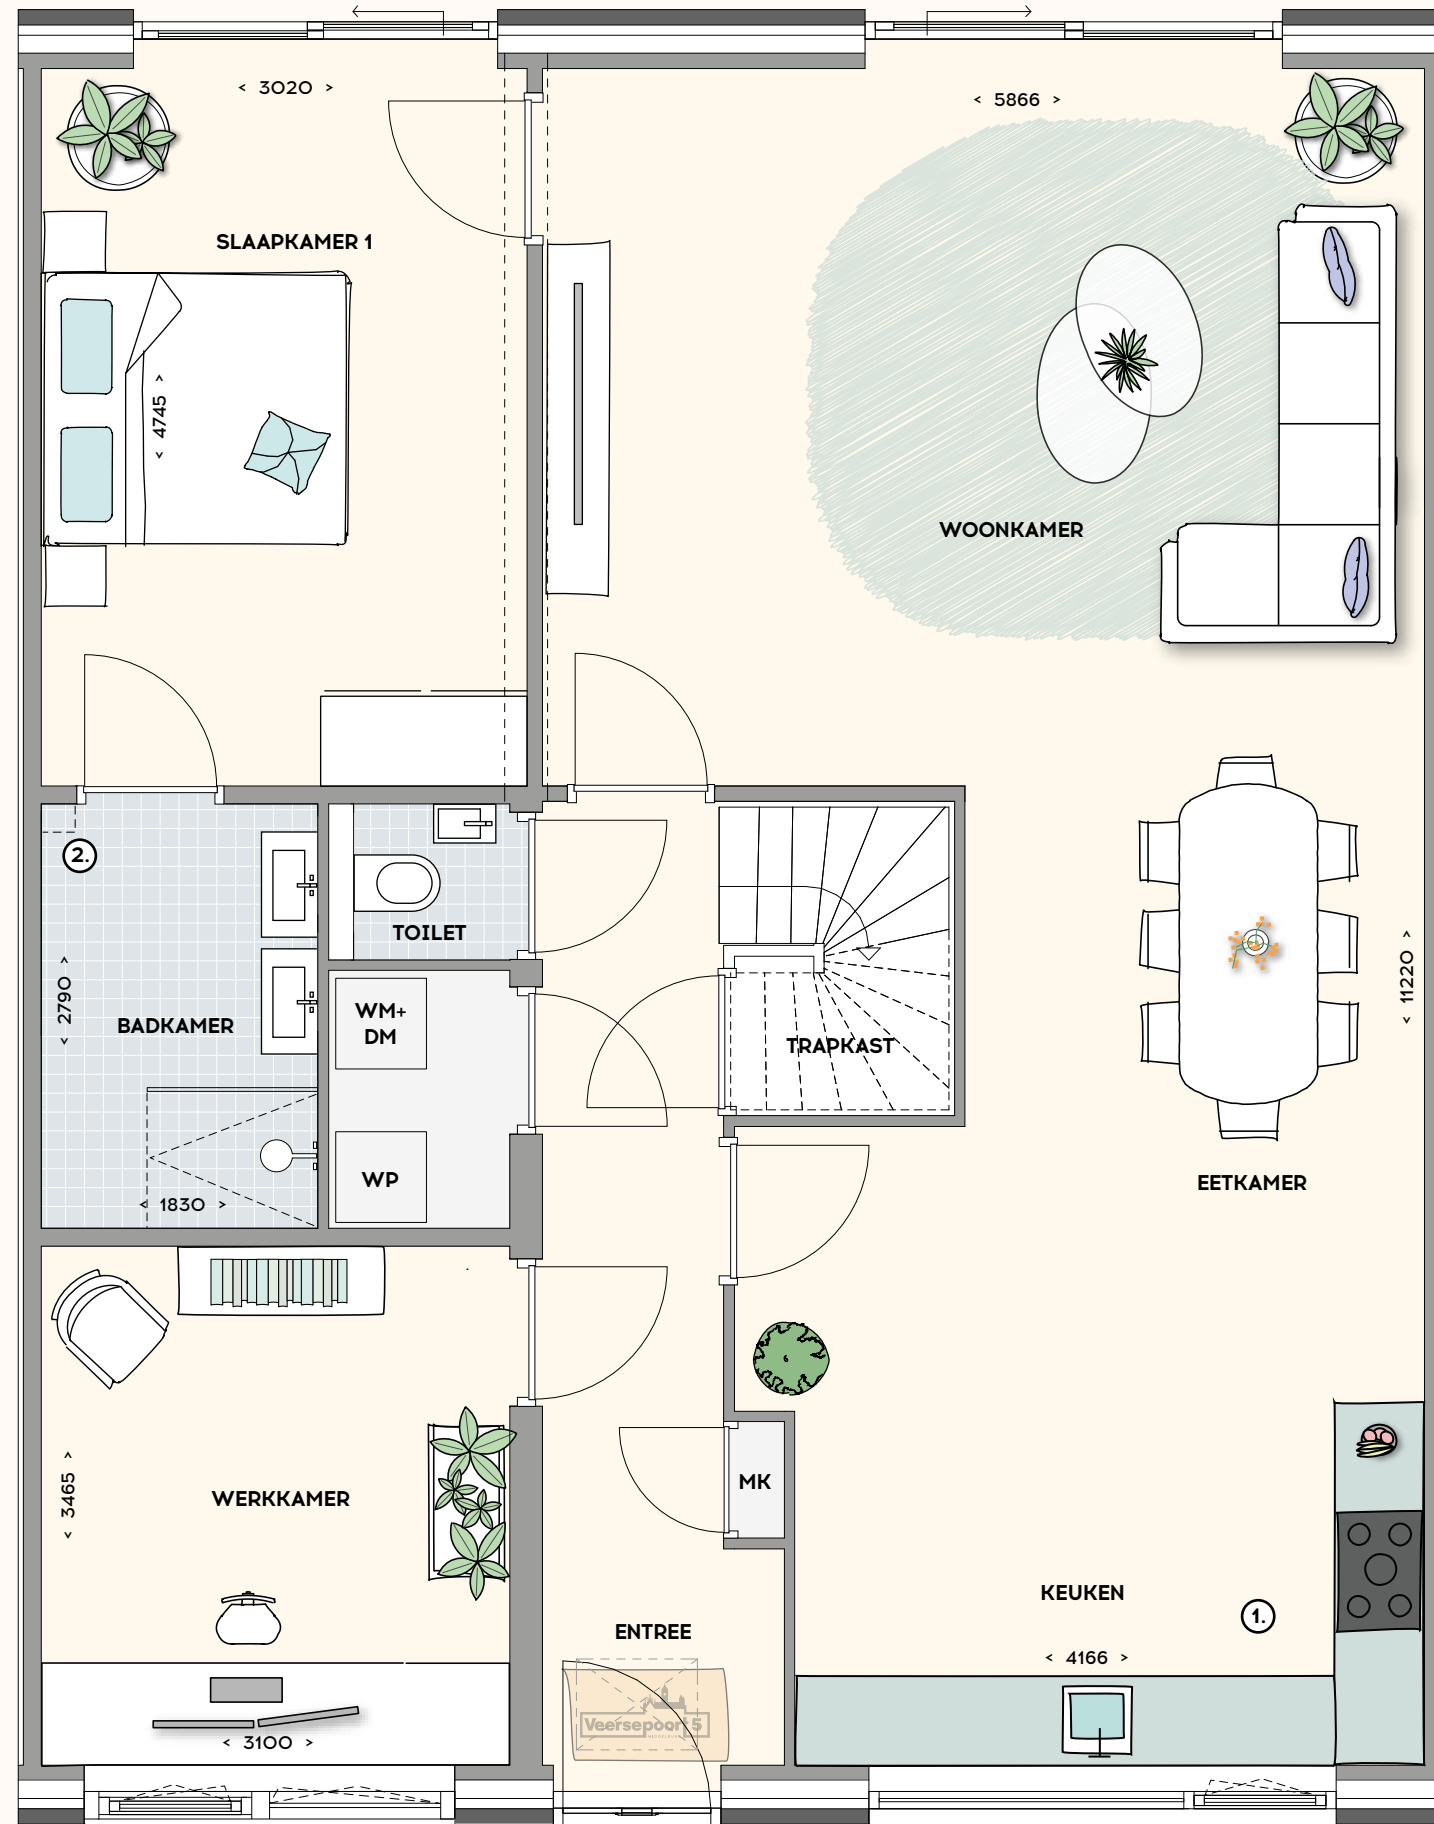 < 3020 >
< 5866 >
SLAAPKAMER 1
< 4745 >
WOONKAMER
2.
TOILET
< 2790 >
BADKAMER
WM+
DM
TRAPKAST
< 11220 >
WP
< 1830 >
EETKAMER
MK
< 3465 >
WERKKAMER
KEUKEN
1.
ENTREE
< 4166 >
Veersepoort 5
< 3100 >